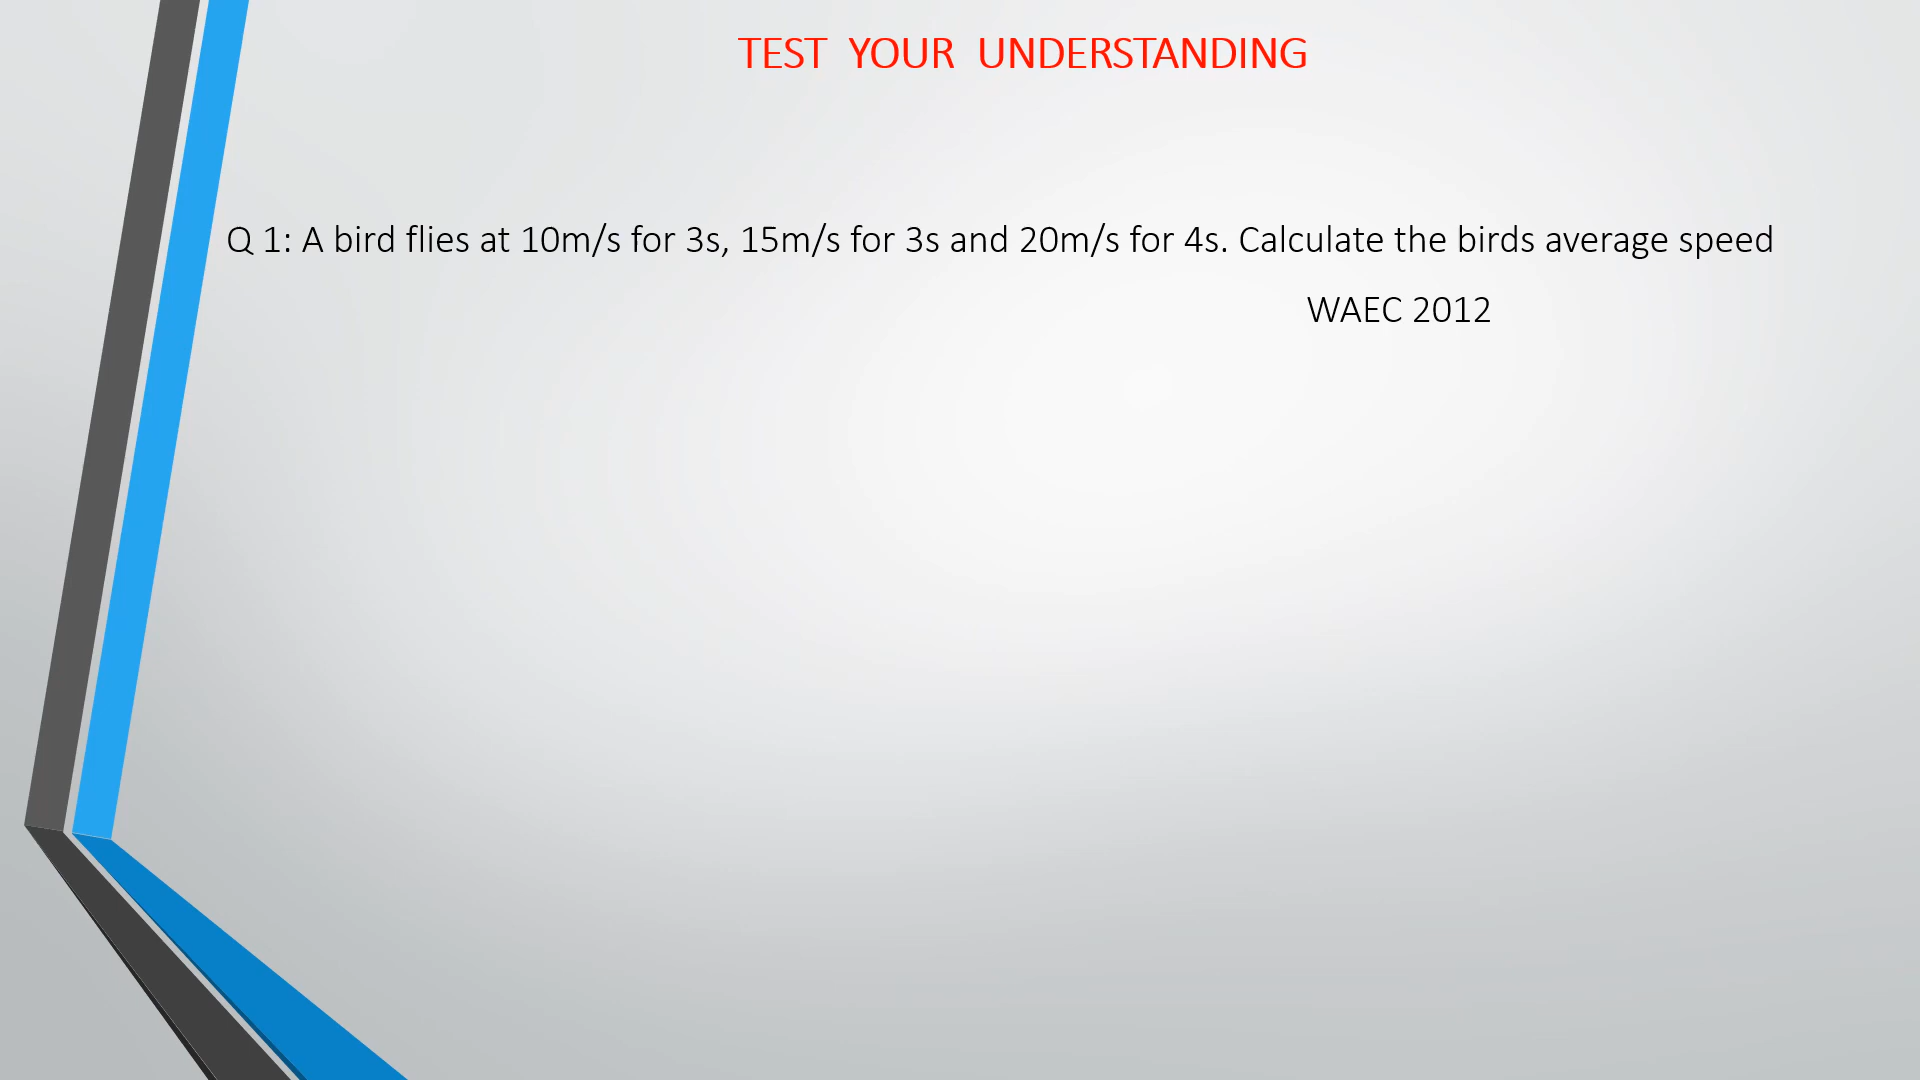 TEST YOUR UNDERSTANDING
Q 1: A bird flies at 10m/s for 3s, 15m/s for 3s and 20m/s for 4s. Calculate the birds average speed
WAEC 2012